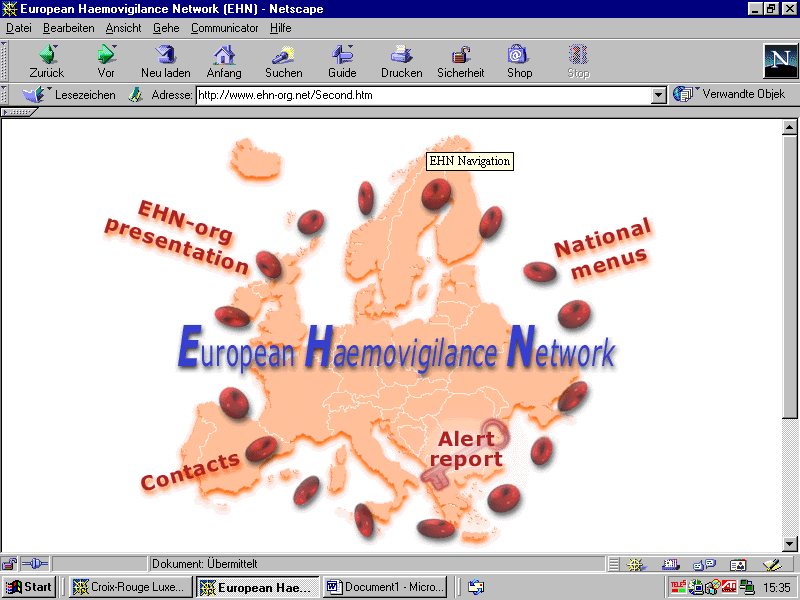 European Haemovigilance Network (EHN) - Netscape
Datei Bearbeiten Ansicht Gehe Communicator Hilfe
Zurück Vor Neu laden Anfang Suchen Guide Drucken Sicherheit Shop Stop
N
Lesezeichen Adresse: http://www.ehn-org.net/Second.htm Verwandte Objek
EHN Navigation
EHN-org
presentation
National
menus
European Haemovigilance Network
Alert
report
Contacts
Dokument: Übermittelt
Start Croix-Rouge Luxe... European Hae... Document1 - Micro... 15:35